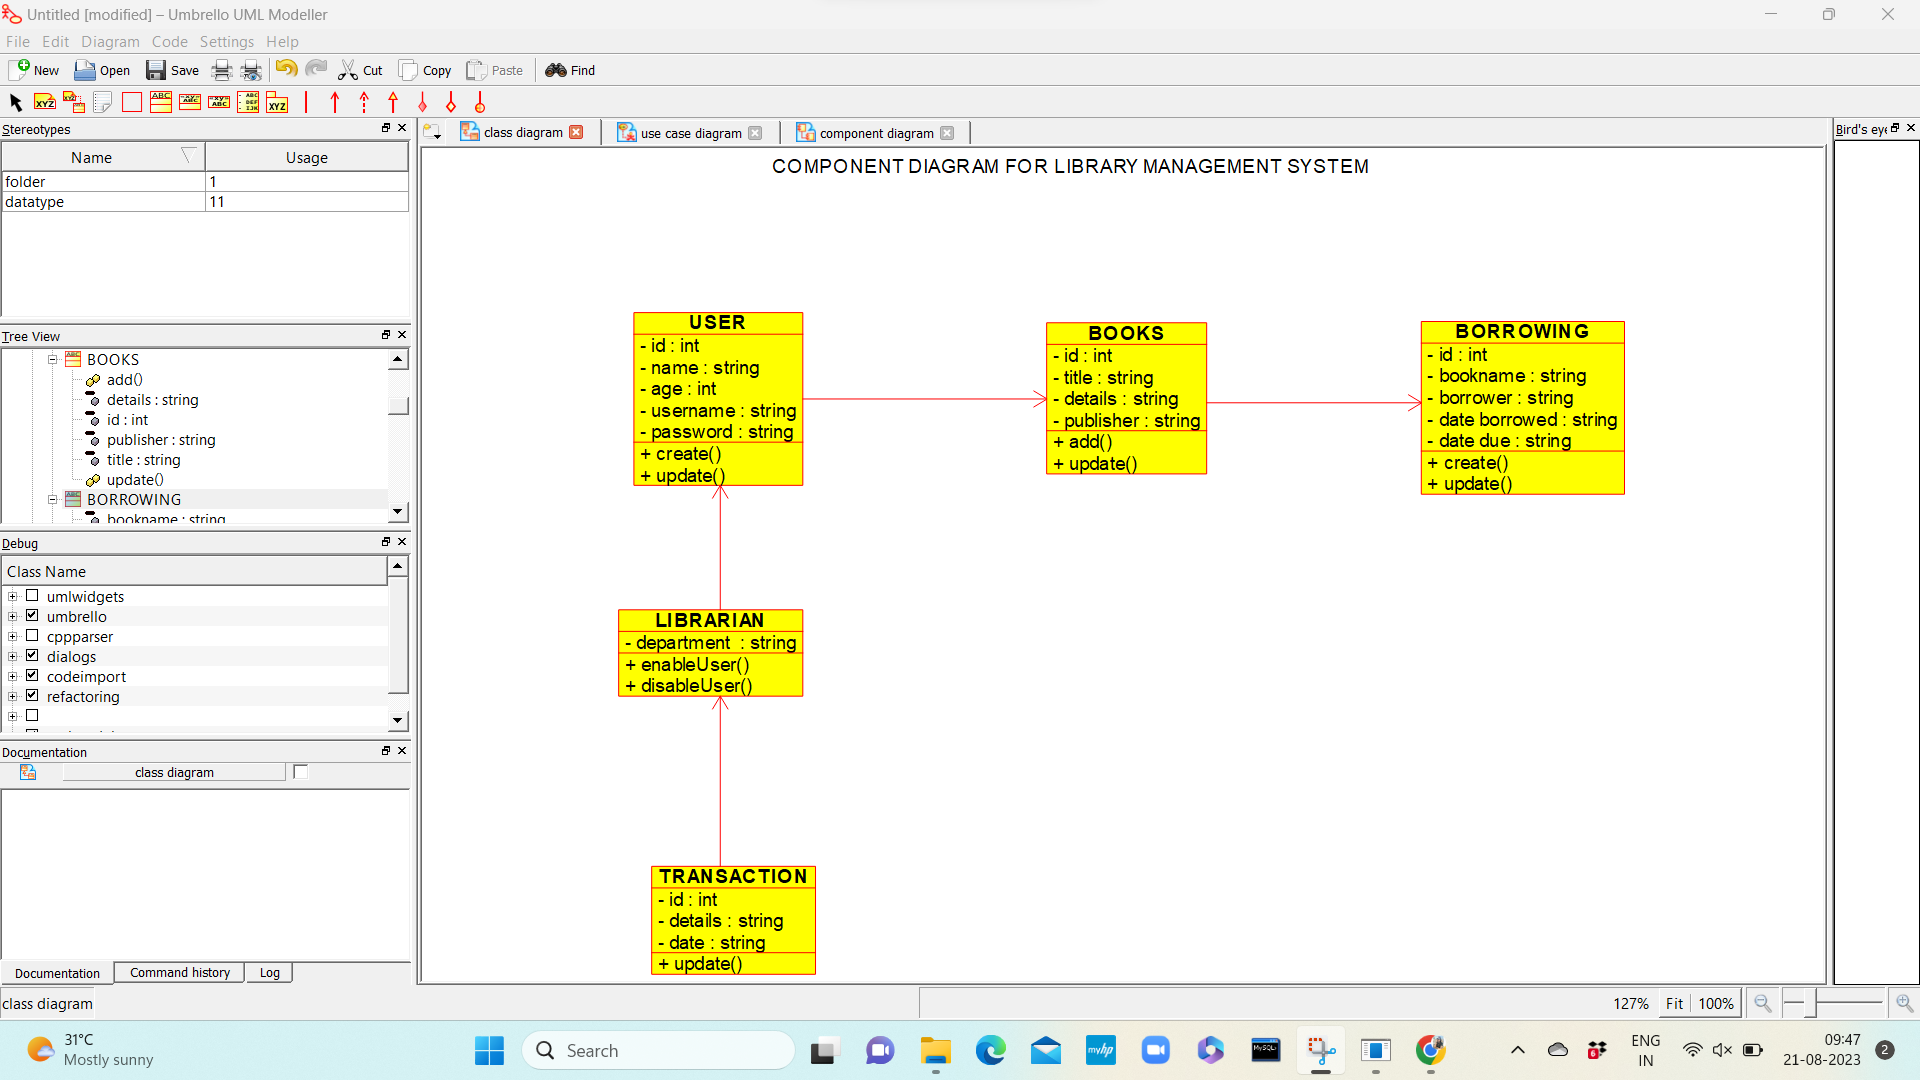 Untitled [modified] – Umbrello UML Modeller
File Edit Diagram Code Settings Help
New Open Save Cut Copy Paste Find
Stereotypes
Name Usage
folder 1
datatype 11
Tree View
BOOKS
add()
details : string
id : int
publisher : string
title : string
update()
BORROWING
bookname : string
Debug
Class Name
umlwidgets
umbrello
cppparser
dialogs
codeimport
refactoring
Documentation
class diagram
Documentation Command history Log
class diagram
class diagram use case diagram component diagram
Bird's eye
COMPONENT DIAGRAM FOR LIBRARY MANAGEMENT SYSTEM
USER
- id : int
- name : string
- age : int
- username : string
- password : string
+ create()
+ update()
BOOKS
- id : int
- title : string
- details : string
- publisher : string
+ add()
+ update()
BORROWING
- id : int
- bookname : string
- borrower : string
- date borrowed : string
- date due : string
+ create()
+ update()
LIBRARIAN
- department : string
+ enableUser()
+ disableUser()
TRANSACTION
- id : int
- details : string
- date : string
+ update()
127% Fit 100%
31°C
Mostly sunny
Search
myhp
MySQL
6
ENG
IN
09:47
21-08-2023
2